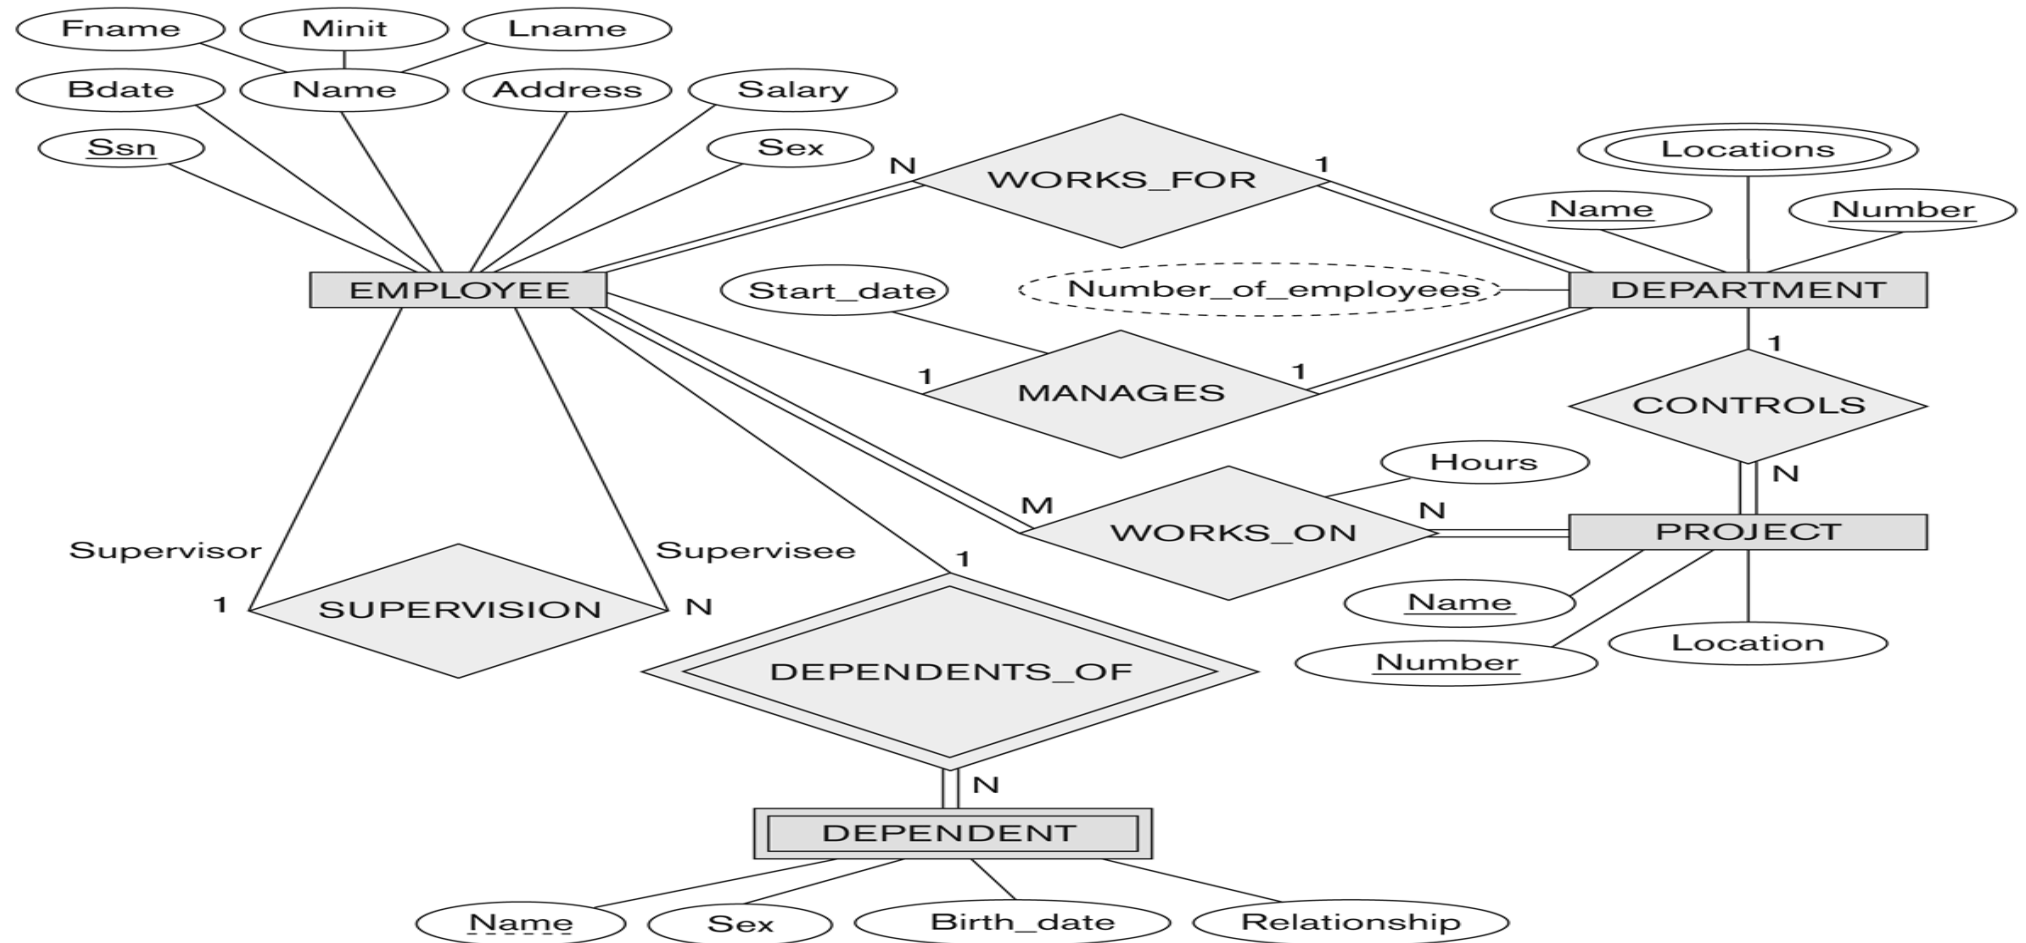 Fname Minit Lname
Bdate Name Address Salary
Ssn Sex
N WORKS_FOR 1
Locations
Name Number
EMPLOYEE
Start_date
Number_of_employees
DEPARTMENT
1
1 MANAGES 1
CONTROLS
Hours
N
M WORKS_ON N
PROJECT
Supervisor Supervisee
1 SUPERVISION N
1
Name
Number
Location
DEPENDENTS_OF
N
DEPENDENT
Name Sex Birth_date Relationship